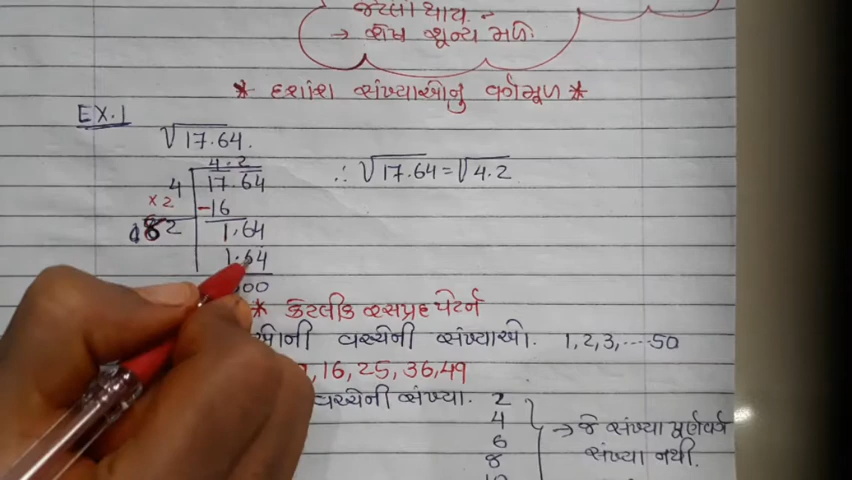 જેટલી થાય.
→ શેષ શૂન્ય મળે.
* દશાંશ સંખ્યાઓનું વર્ગમૂળ *
EX.1
√17.64.
4.2
4 17.64 ∴ √17.64 = √4.2
×2 -16
82 1.64
1.64
00
* કેટલીક રસપ્રદ પેટર્ન
વચ્ચેની સંખ્યાઓ. 1,2,3,....50
,16,25,36,49
વચ્ચેની સંખ્યા. 2
4 → જે સંખ્યા પૂર્ણવર્ગ
6 સંખ્યા નથી.
8